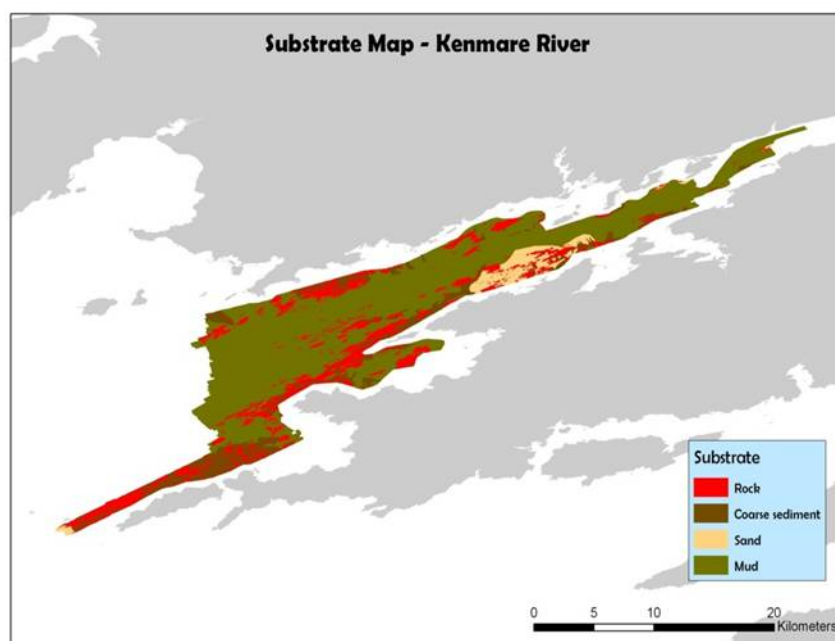 Substrate Map - Kenmare River
Substrate
Rock
Coarse sediment
Sand
Mud
0 5 10 20
Kilometers